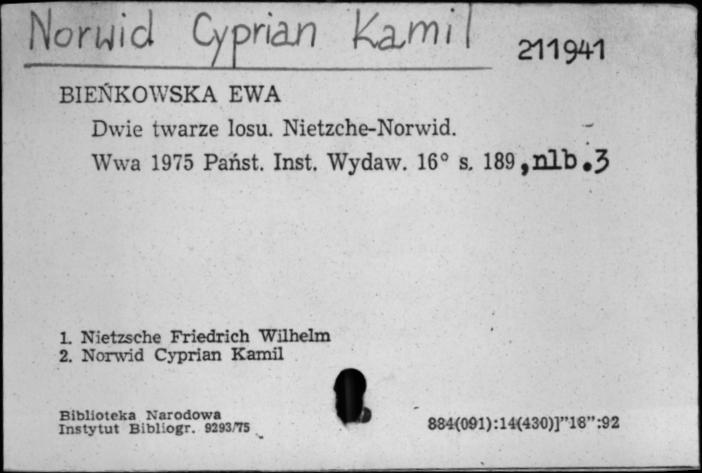 Norwid Cyprian Kamil
211941
BIEŃKOWSKA EWA
Dwie twarze losu. Nietzche-Norwid.
Wwa 1975 Państ. Inst. Wydaw. 16° s. 189, nlb. 3
1. Nietzsche Friedrich Wilhelm
2. Norwid Cyprian Kamil
Biblioteka Narodowa
Instytut Bibliogr. 9293/75
884(091):14(430)]"18":92